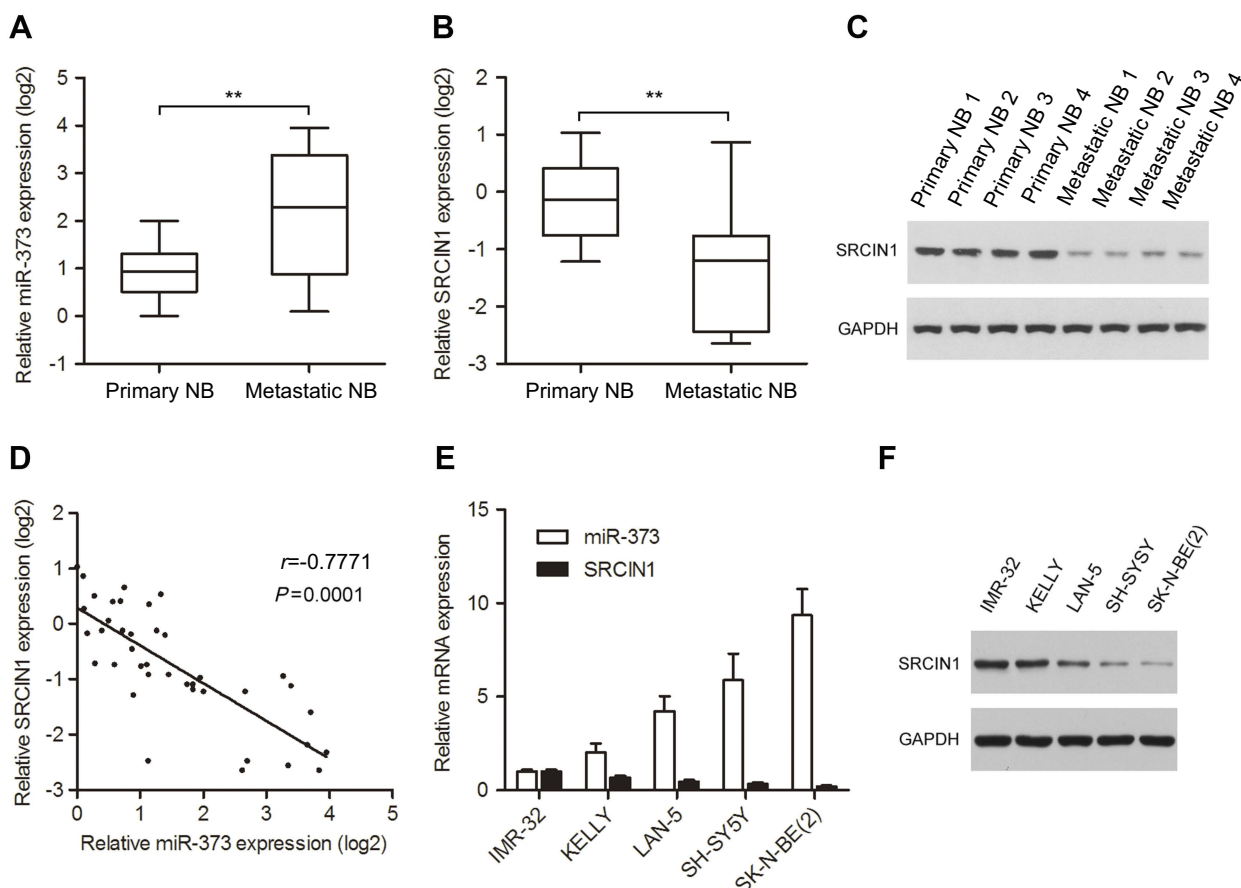 A
Relative miR-373 expression (log2)
5
4
3
2
1
0
-1
**
Primary NB
Metastatic NB
B
Relative SRCIN1 expression (log2)
2
1
0
-1
-2
-3
**
Primary NB
Metastatic NB
C
Primary NB 1
Primary NB 2
Primary NB 3
Primary NB 4
Metastatic NB 1
Metastatic NB 2
Metastatic NB 3
Metastatic NB 4
SRCIN1
GAPDH
D
Relative SRCIN1 expression (log2)
2
1
0
-1
-2
-3
r=-0.7771
P=0.0001
0 1 2 3 4 5
Relative miR-373 expression (log2)
E
Relative mRNA expression
15
10
5
0
miR-373
SRCIN1
IMR-32
KELLY
LAN-5
SH-SY5Y
SK-N-BE(2)
F
IMR-32
KELLY
LAN-5
SH-SYSY
SK-N-BE(2)
SRCIN1
GAPDH